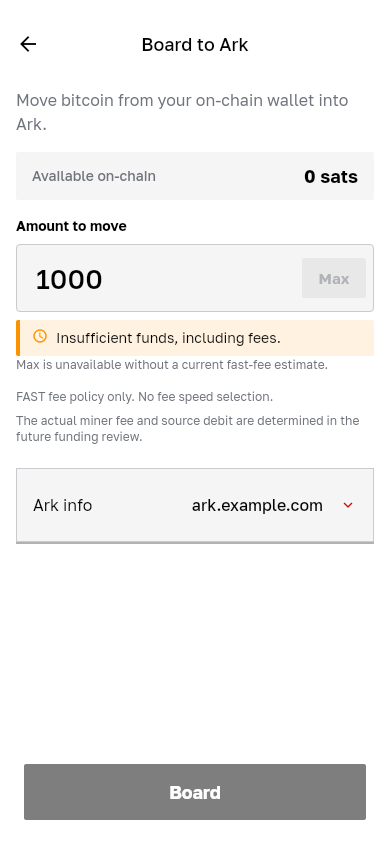 Board to Ark
Move bitcoin from your on-chain wallet into
Ark.
Available on-chain 0 sats
Amount to move
1000 Max
Insufficient funds, including fees.
Max is unavailable without a current fast-fee estimate.
FAST fee policy only. No fee speed selection.
The actual miner fee and source debit are determined in the
future funding review.
Ark info ark.example.com
Board